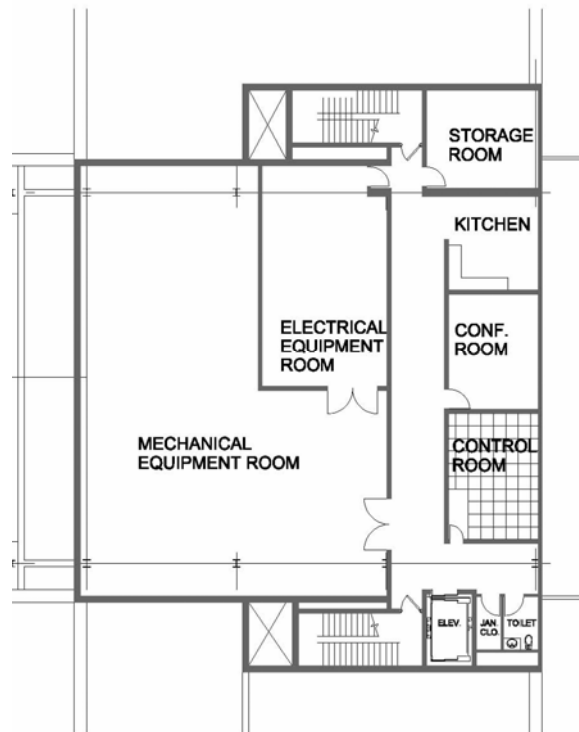 STORAGE
ROOM
KITCHEN
ELECTRICAL
EQUIPMENT
ROOM
CONF.
ROOM
MECHANICAL
EQUIPMENT ROOM
CONTROL
ROOM
ELEV.
JAN.
CLO.
TOILET